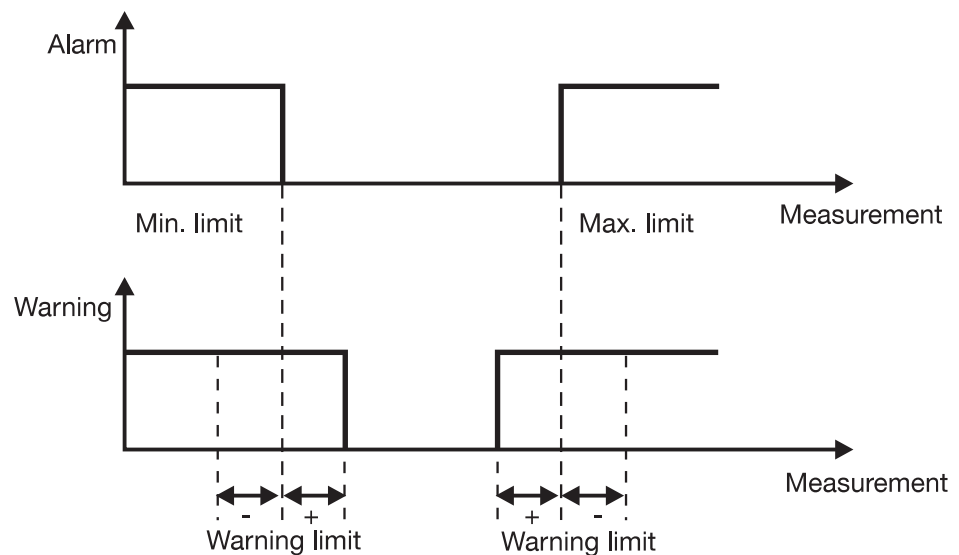 Alarm
Min. limit
Max. limit
Measurement
Warning
Measurement
- + + -
Warning limit
Warning limit